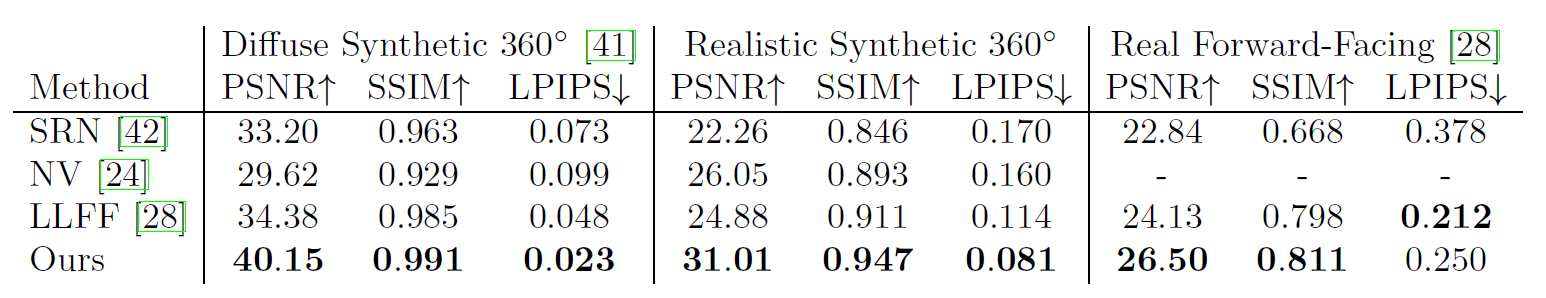 Diffuse Synthetic 360° [41] Realistic Synthetic 360° Real Forward-Facing [28]
Method PSNR↑ SSIM↑ LPIPS↓ PSNR↑ SSIM↑ LPIPS↓ PSNR↑ SSIM↑ LPIPS↓
SRN [42] 33.20 0.963 0.073 22.26 0.846 0.170 22.84 0.668 0.378
NV [24] 29.62 0.929 0.099 26.05 0.893 0.160 - - -
LLFF [28] 34.38 0.985 0.048 24.88 0.911 0.114 24.13 0.798 0.212
Ours 40.15 0.991 0.023 31.01 0.947 0.081 26.50 0.811 0.250